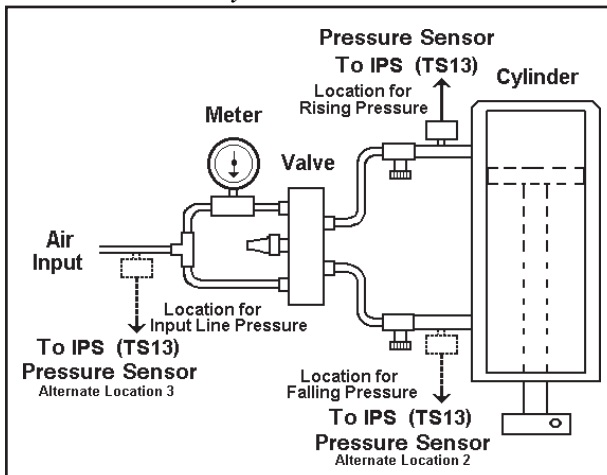 Pressure Sensor
To IPS (TS13)
Location for
Rising Pressure
Cylinder
Meter
Valve
Air
Input
Location for
Input Line Pressure
To IPS (TS13)
Pressure Sensor
Alternate Location 3
Location for
Falling Pressure
To IPS (TS13)
Pressure Sensor
Alternate Location 2